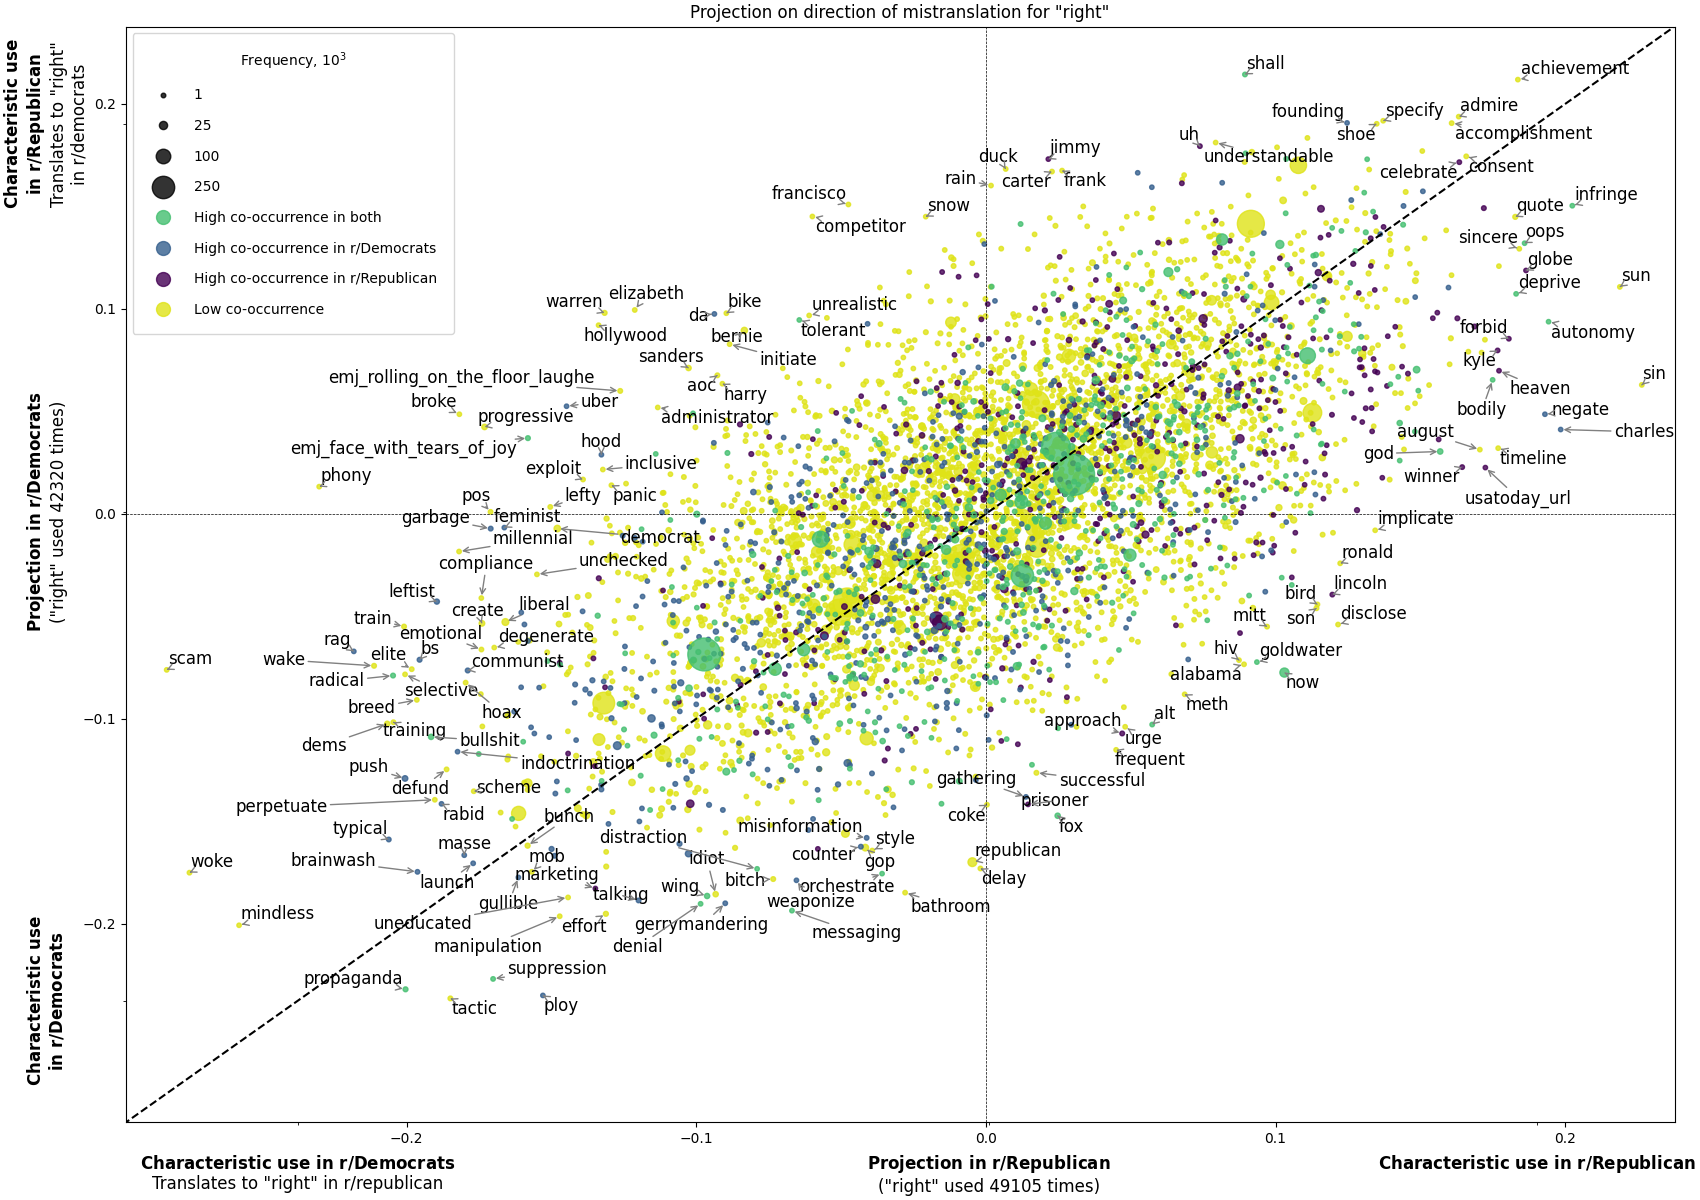 Projection on direction of mistranslation for "right"
Characteristic use
in r/Republican
Translates to "right"
in r/democrats
Projection in r/Democrats
("right" used 42320 times)
Characteristic use
in r/Democrats
Frequency, 10³
1
25
100
250
High co-occurrence in both
High co-occurrence in r/Democrats
High co-occurrence in r/Republican
Low co-occurrence
0.2
0.1
0.0
−0.1
−0.2
shall
achievement
founding
specify
admire
shoe
accomplishment
uh
understandable
celebrate
consent
duck
jimmy
rain
carter
frank
francisco
snow
competitor
infringe
quote
sincere
oops
globe
deprive
sun
warren
elizabeth
bike
unrealistic
da
hollywood
bernie
tolerant
sanders
initiate
forbid
autonomy
kyle
emj_rolling_on_the_floor_laughe
aoc
harry
heaven
sin
broke
uber
progressive
administrator
bodily
negate
emj_face_with_tears_of_joy
hood
august
charles
exploit
inclusive
god
timeline
phony
winner
pos
lefty
panic
usatoday_url
garbage
feminist
implicate
millennial
democrat
compliance
unchecked
ronald
leftist
lincoln
create
liberal
bird
train
emotional
degenerate
mitt
son
disclose
rag
elite
bs
hiv
goldwater
scam
wake
communist
radical
selective
alabama
now
breed
hoax
meth
training
approach
alt
dems
bullshit
urge
push
indoctrination
frequent
defund
scheme
gathering
successful
perpetuate
rabid
prisoner
bunch
coke
typical
masse
distraction
misinformation
style
fox
woke
brainwash
mob
idiot
counter
gop
republican
launch
marketing
wing
bitch
orchestrate
delay
gullible
talking
weaponize
mindless
uneducated
effort
gerrymandering
bathroom
manipulation
denial
messaging
propaganda
suppression
tactic
ploy
−0.2
−0.1
0.0
0.1
0.2
Characteristic use in r/Democrats
Translates to "right" in r/republican
Projection in r/Republican
("right" used 49105 times)
Characteristic use in r/Republican